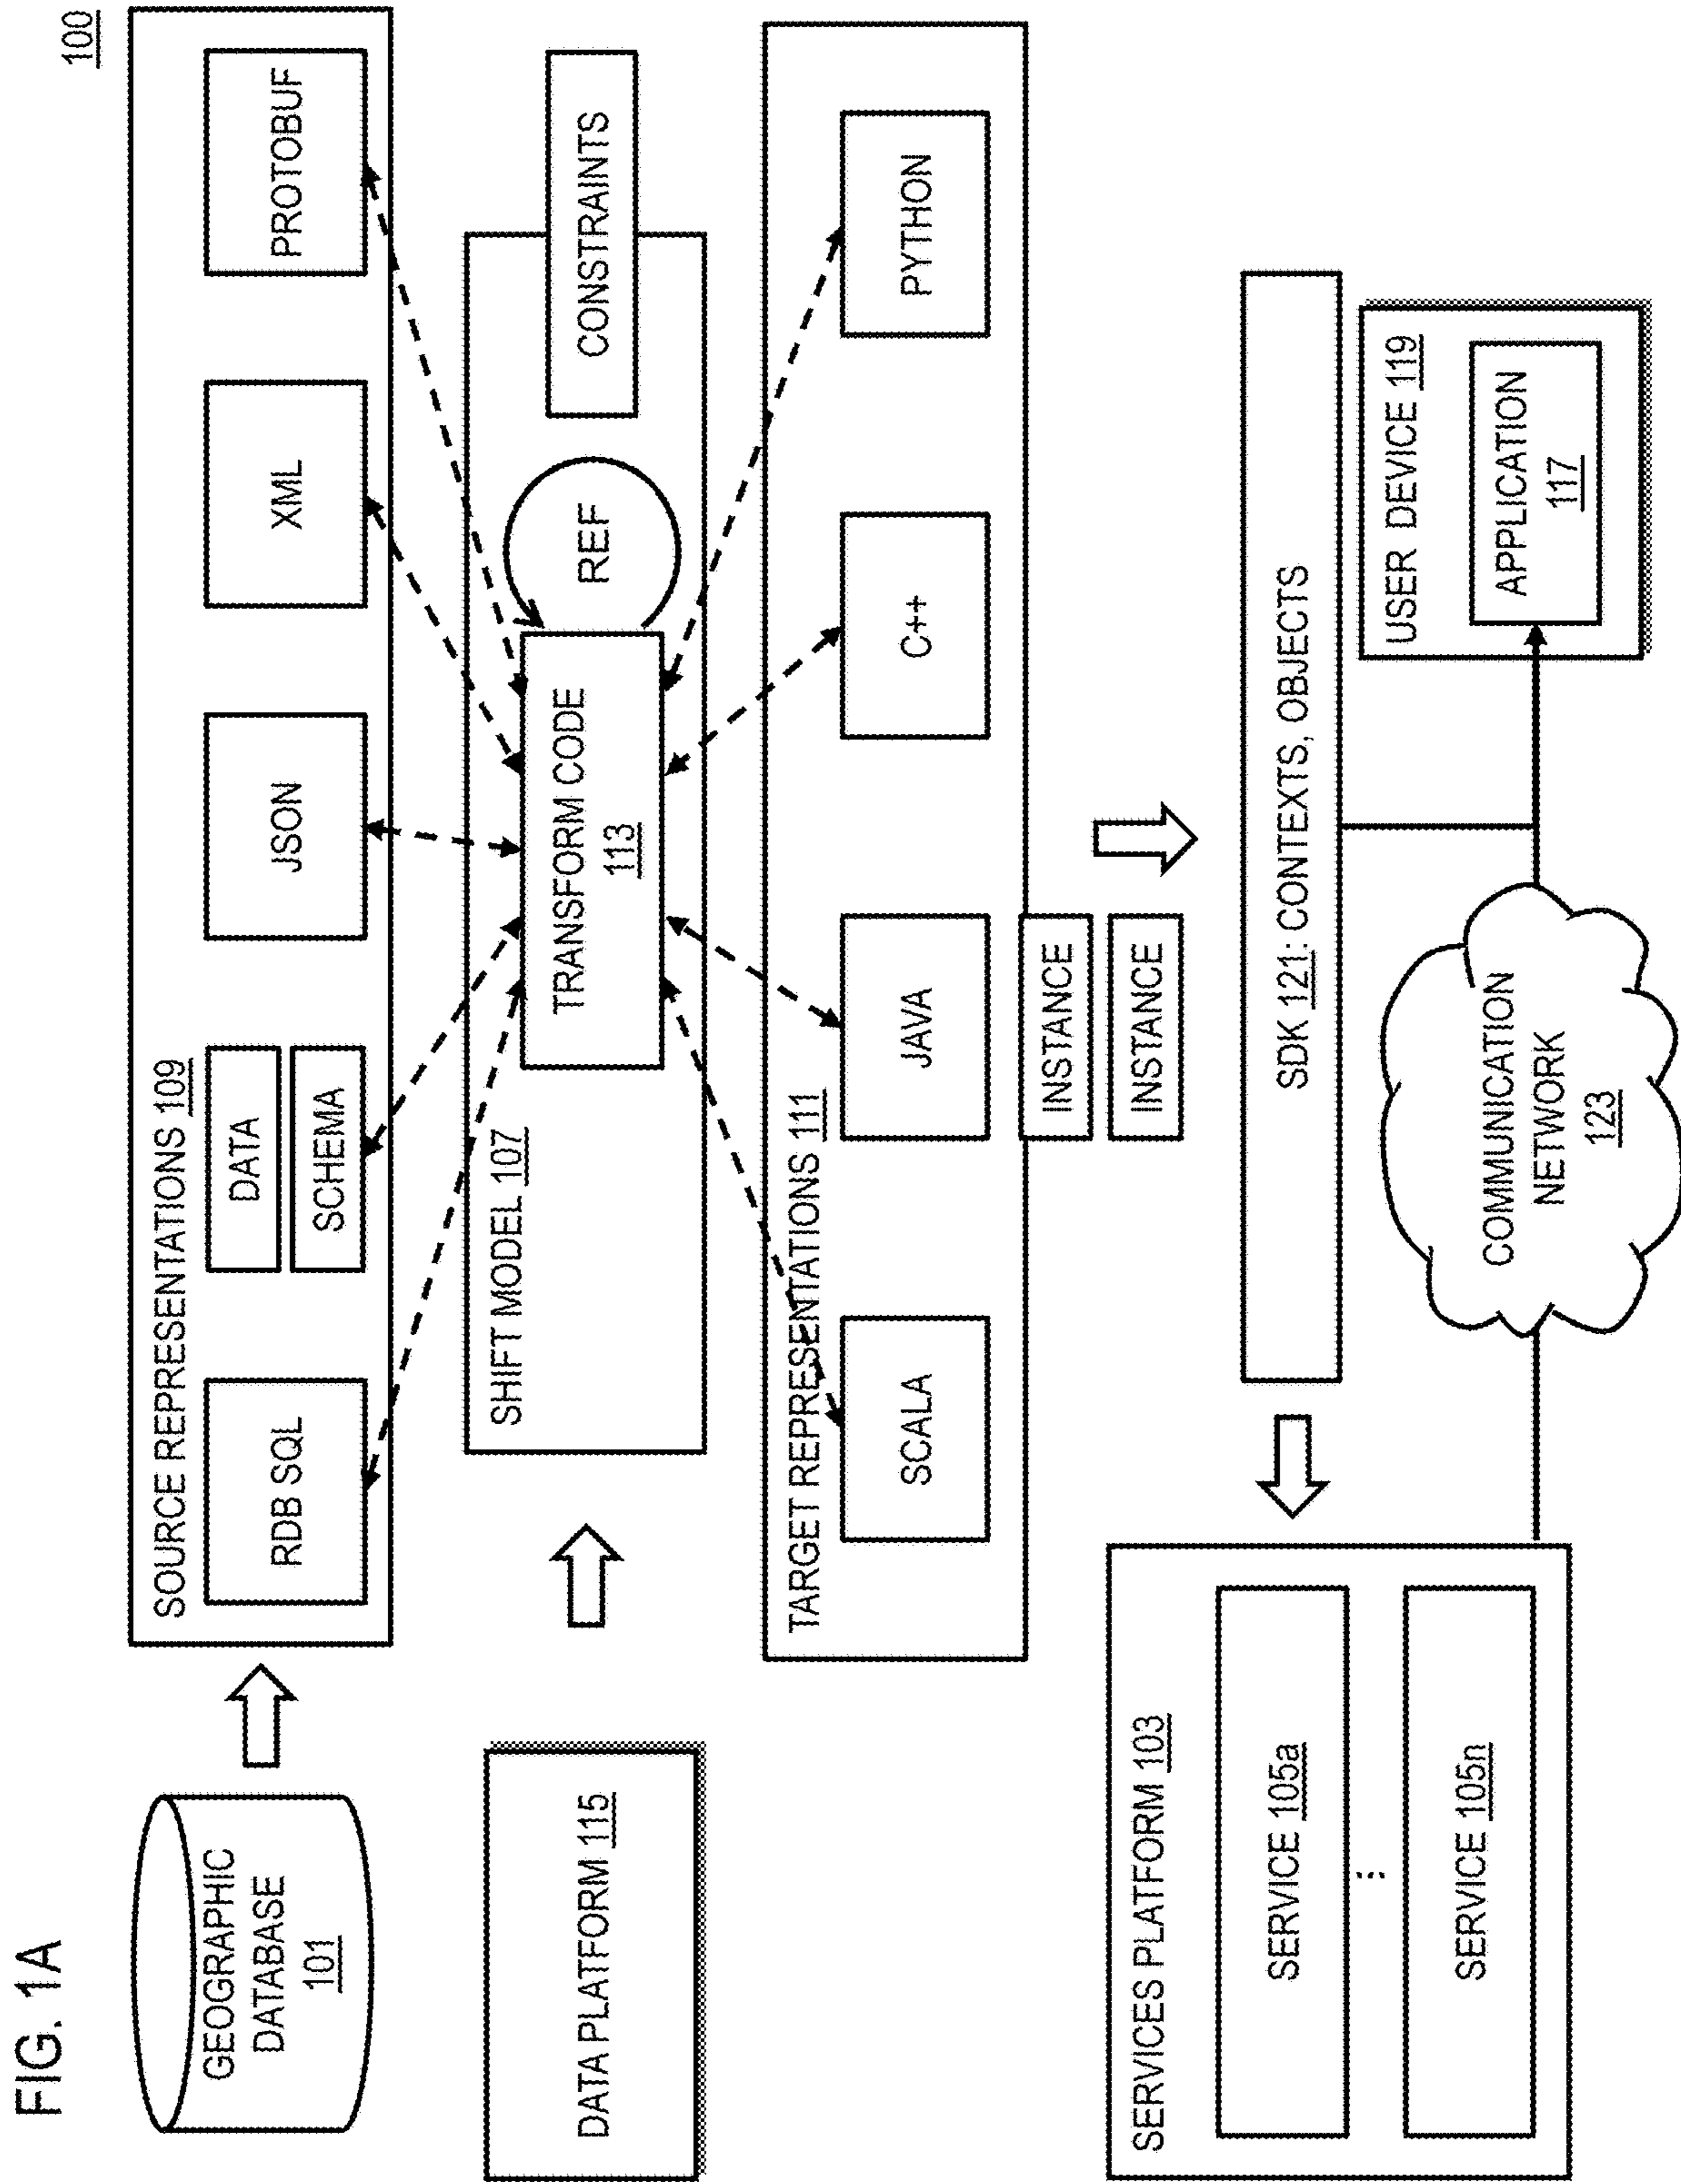 FIG. 1A
100
GEOGRAPHIC
DATABASE
101
SOURCE REPRESENTATIONS 109
RDB SQL
DATA
SCHEMA
JSON
XML
PROTOBUF
DATA PLATFORM 115
SHIFT MODEL 107
TRANSFORM CODE
113
REF
CONSTRAINTS
TARGET REPRESENTATIONS 111
SCALA
JAVA
C++
PYTHON
INSTANCE
INSTANCE
SERVICES PLATFORM 103
SERVICE 105a
...
SERVICE 105n
SDK 121: CONTEXTS, OBJECTS
COMMUNICATION
NETWORK
123
USER DEVICE 119
APPLICATION
117